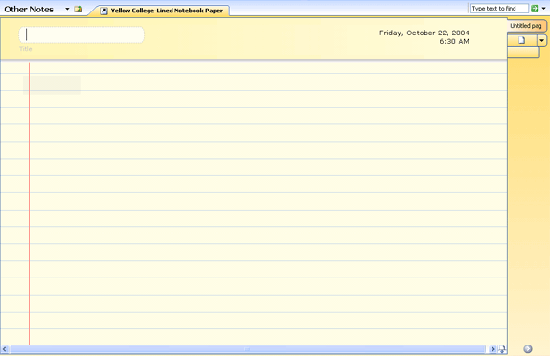 Other Notes
Yellow College Lined Notebook Paper
Type text to find
Friday, October 22, 2004
6:30 AM
Title
Untitled pag